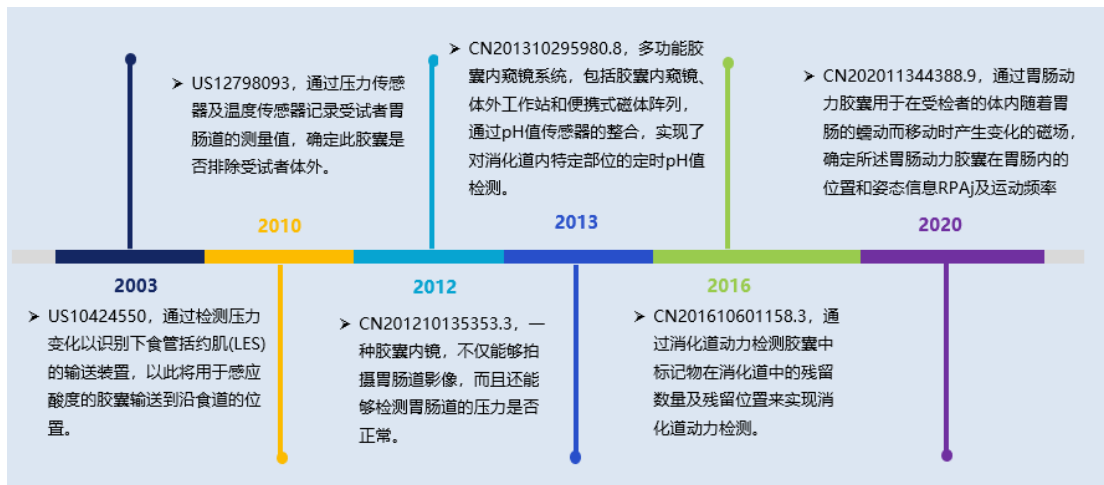 2003
➢ US10424550，通过检测压力
变化以识别下食管括约肌(LES)
的输送装置，以此将用于感应
酸度的胶囊输送到沿食道的位
置。
➢ US12798093，通过压力传感
器及温度传感器记录受试者胃
肠道的测量值，确定此胶囊是
否排除受试者体外。
2010
2012
➢ CN201210135353.3，一
种胶囊内镜，不仅能够拍
摄胃肠道影像，而且还能
够检测胃肠道的压力是否
正常。
➢ CN201310295980.8，多功能胶
囊内窥镜系统，包括胶囊内窥镜、
体外工作站和便携式磁体阵列，
通过pH值传感器的整合，实现了
对消化道内特定部位的定时pH值
检测。
2013
2016
➢ CN201610601158.3，通
过消化道动力检测胶囊中
标记物在消化道中的残留
数量及残留位置来实现消
化道动力检测。
➢ CN202011344388.9，通过胃肠动
力胶囊用于在受检者的体内随着胃
肠的蠕动而移动时产生变化的磁场，
确定所述胃肠动力胶囊在胃肠内的
位置和姿态信息RPAj及运动频率
2020